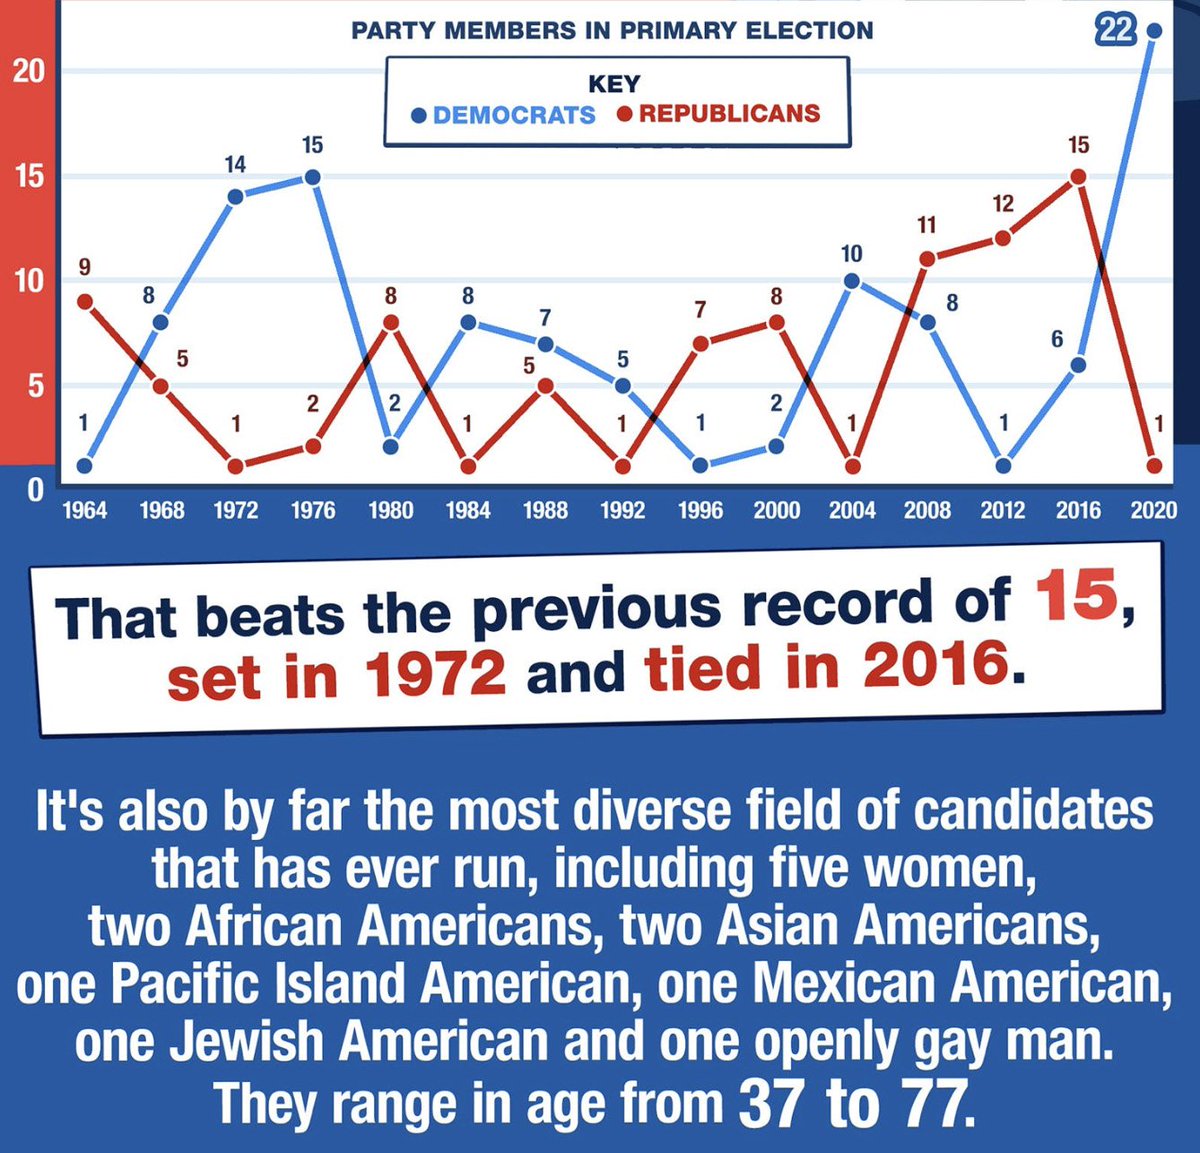 PARTY MEMBERS IN PRIMARY ELECTION
22
KEY
DEMOCRATS REPUBLICANS
20
15
10
5
0
9 8 14 15 8 8 7 5 7 8 10 11 12 15
1 5 1 2 2 1 5 1 1 2 1 8 1 6 1
1964 1968 1972 1976 1980 1984 1988 1992 1996 2000 2004 2008 2012 2016 2020
That beats the previous record of 15,
set in 1972 and tied in 2016.
It's also by far the most diverse field of candidates
that has ever run, including five women,
two African Americans, two Asian Americans,
one Pacific Island American, one Mexican American,
one Jewish American and one openly gay man.
They range in age from 37 to 77.